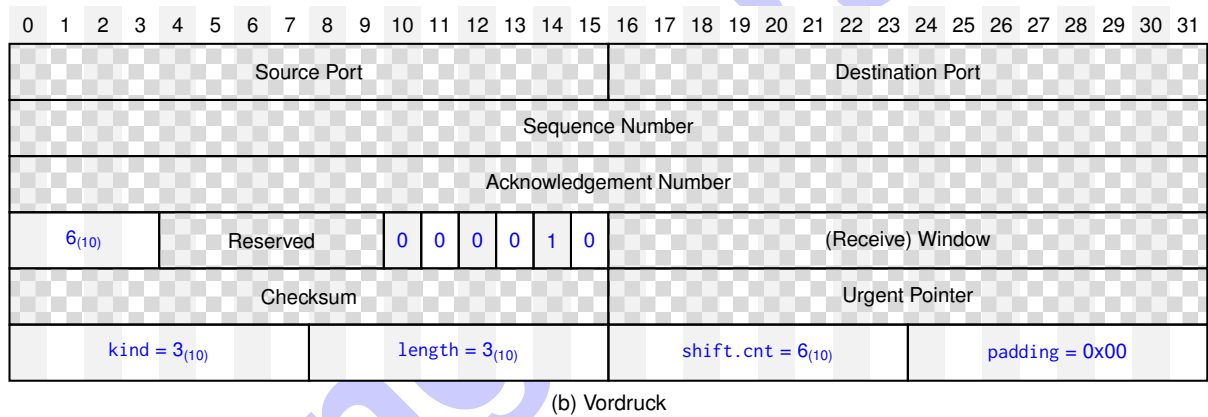 0 1 2 3 4 5 6 7 8 9 10 11 12 13 14 15 16 17 18 19 20 21 22 23 24 25 26 27 28 29 30 31
Source Port Destination Port
Sequence Number
Acknowledgement Number
6(10) Reserved 0 0 0 0 1 0 (Receive) Window
Checksum Urgent Pointer
kind = 3(10) length = 3(10) shift.cnt = 6(10) padding = 0x00
(b) Vordruck